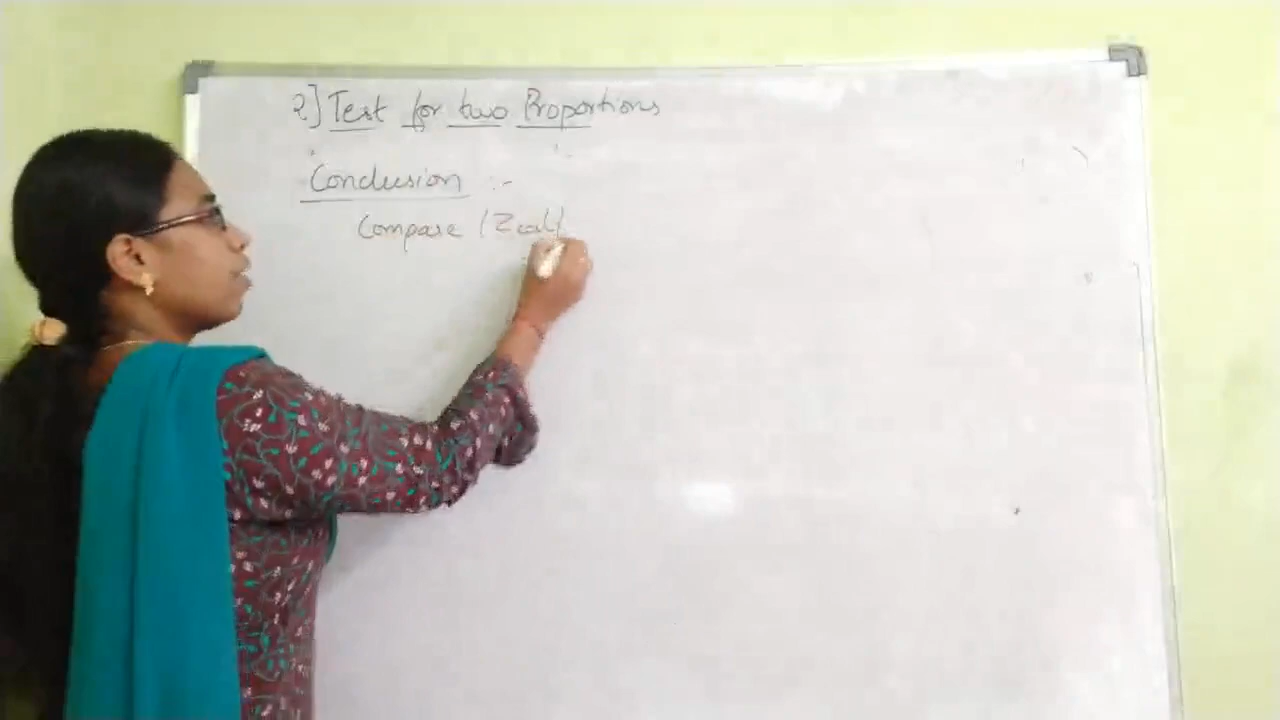 2] Test for two Proportions
Conclusion :-
Compare |Zcal|